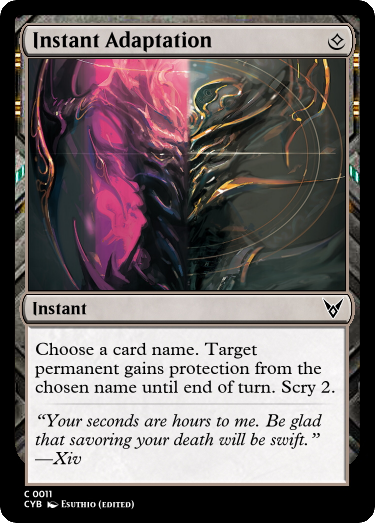 Instant Adaptation
Instant
Choose a card name. Target
permanent gains protection from the
chosen name until end of turn. Scry 2.
“Your seconds are hours to me. Be glad
that savoring your death will be swift.”
—Xiv
C 0011
CYB Esuthio (edited)